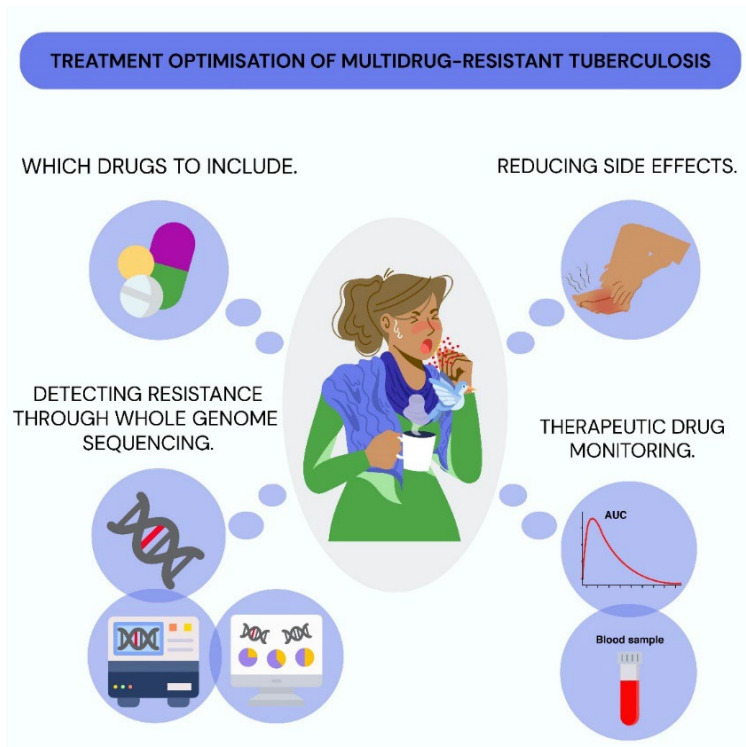 TREATMENT OPTIMISATION OF MULTIDRUG-RESISTANT TUBERCULOSIS
WHICH DRUGS TO INCLUDE.
REDUCING SIDE EFFECTS.
DETECTING RESISTANCE
THROUGH WHOLE GENOME
SEQUENCING.
THERAPEUTIC DRUG
MONITORING.
AUC
Blood sample